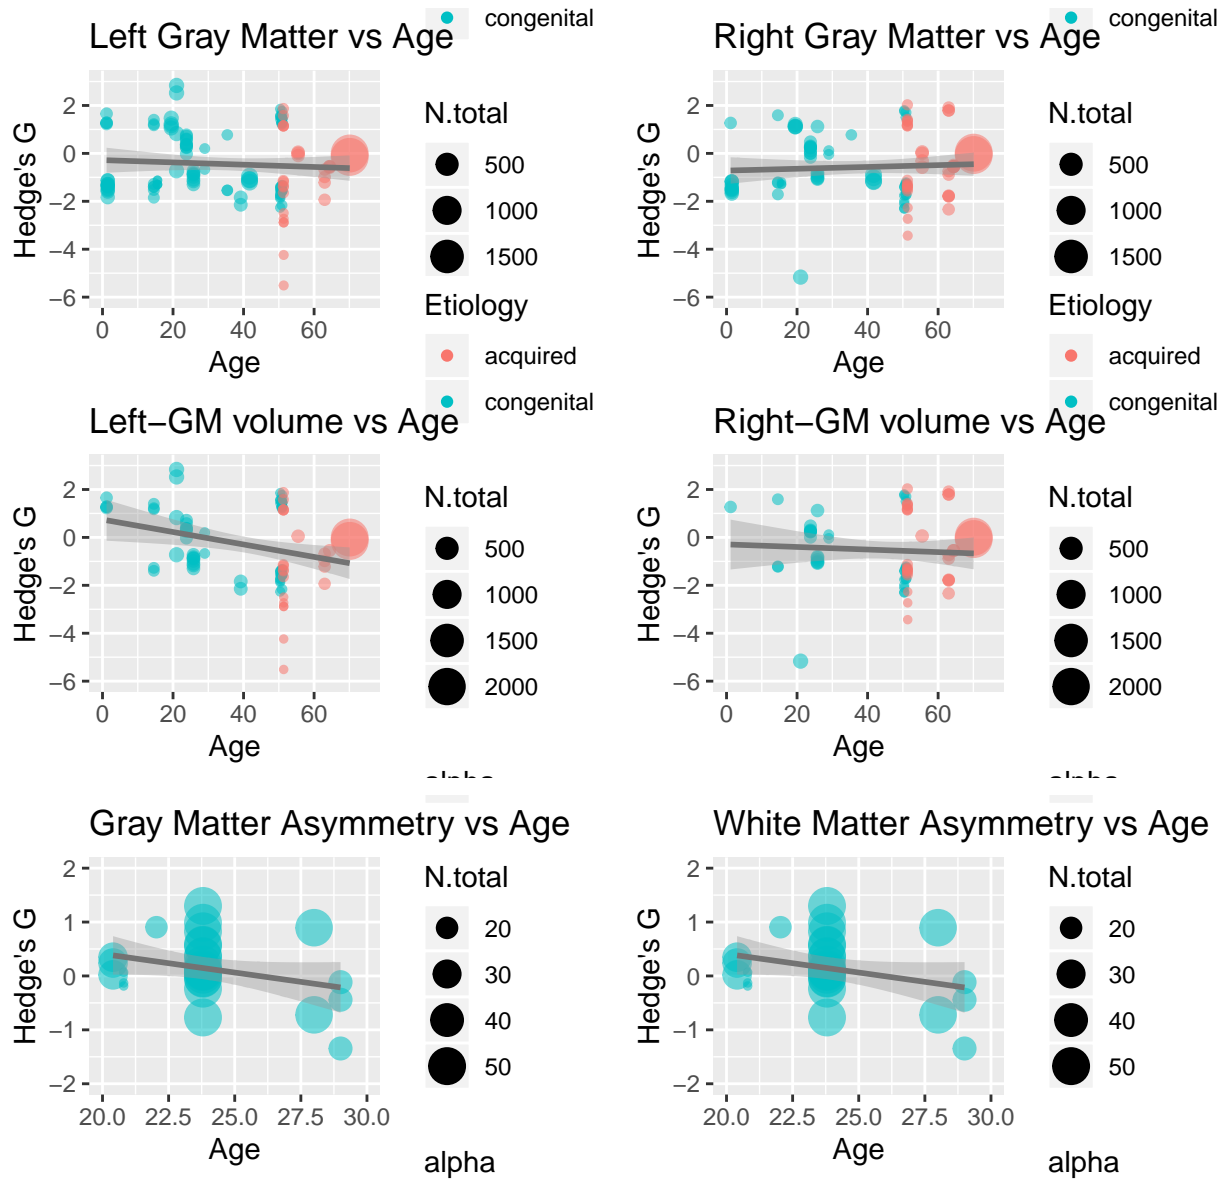 congenital
Left Gray Matter vs Age
Hedge's G
2
0
−2
−4
−6
0 20 40 60
Age
N.total
500
1000
1500
Etiology
acquired
congenital
congenital
Right Gray Matter vs Age
Hedge's G
2
0
−2
−4
−6
0 20 40 60
Age
N.total
500
1000
1500
Etiology
acquired
congenital
Left−GM volume vs Age
Hedge's G
2
0
−2
−4
−6
0 20 40 60
Age
N.total
500
1000
1500
2000
alpha
Right−GM volume vs Age
Hedge's G
2
0
−2
−4
−6
0 20 40 60
Age
N.total
500
1000
1500
2000
alpha
Gray Matter Asymmetry vs Age
Hedge's G
2
1
0
−1
−2
20.0 22.5 25.0 27.5 30.0
Age
N.total
20
30
40
50
alpha
White Matter Asymmetry vs Age
Hedge's G
2
1
0
−1
−2
20.0 22.5 25.0 27.5 30.0
Age
N.total
20
30
40
50
alpha